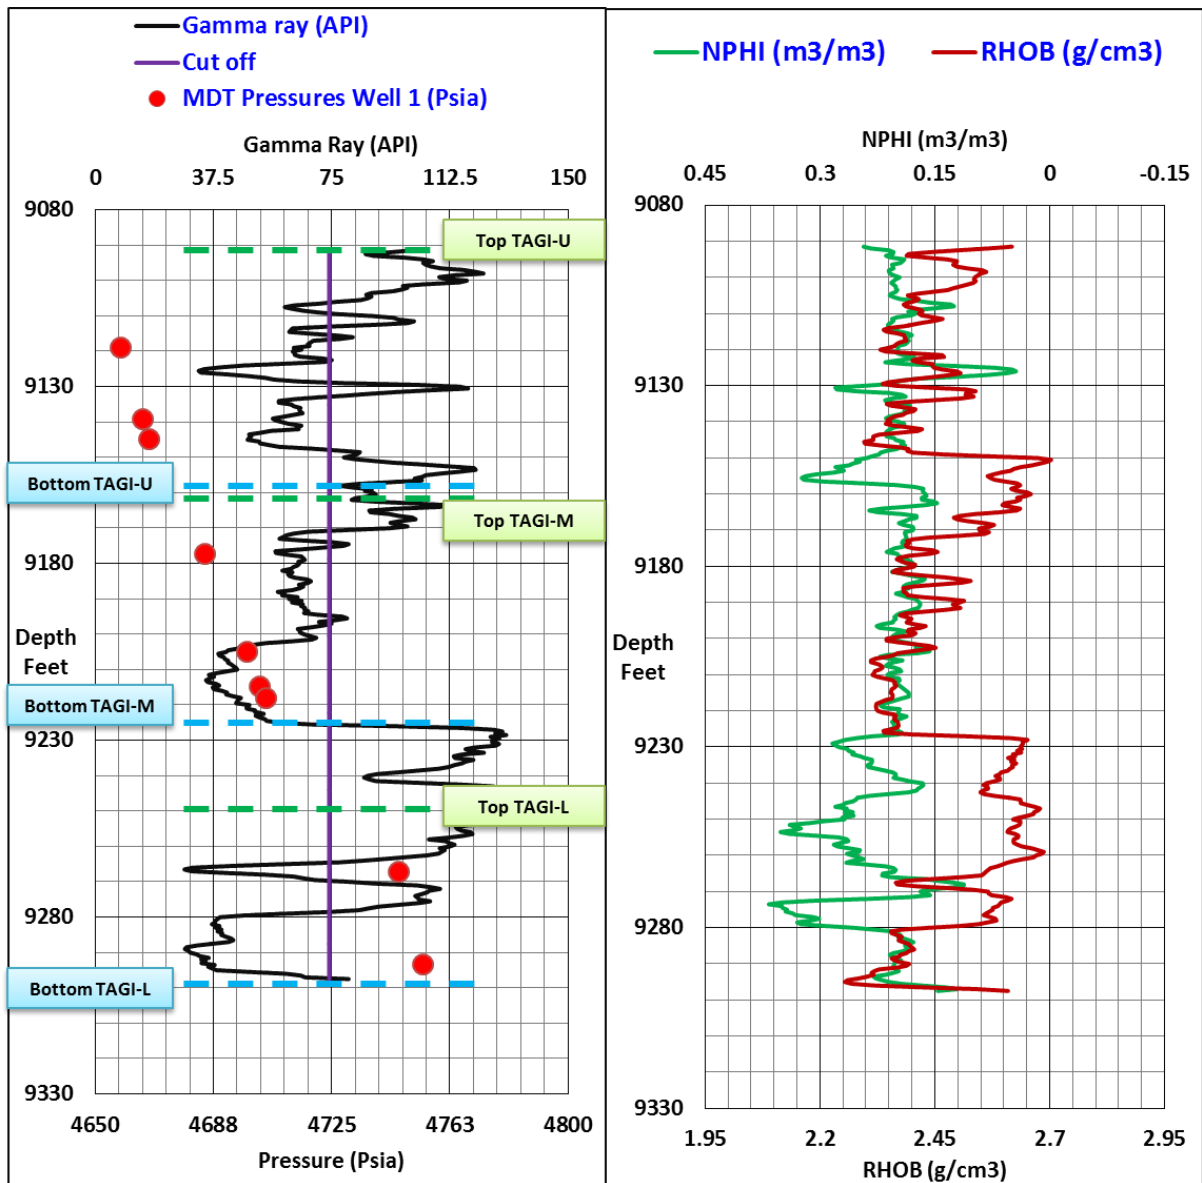 Gamma ray (API)
Cut off
MDT Pressures Well 1 (Psia)
Gamma Ray (API)
0 37.5 75 112.5 150
9080
Top TAGI-U
9130
Bottom TAGI-U
Top TAGI-M
9180
Depth
Feet
Bottom TAGI-M
9230
Top TAGI-L
9280
Bottom TAGI-L
9330
4650 4688 4725 4763 4800
Pressure (Psia)
NPHI (m3/m3) RHOB (g/cm3)
NPHI (m3/m3)
0.45 0.3 0.15 0 -0.15
9080
9130
9180
Depth
Feet
9230
9280
9330
1.95 2.2 2.45 2.7 2.95
RHOB (g/cm3)